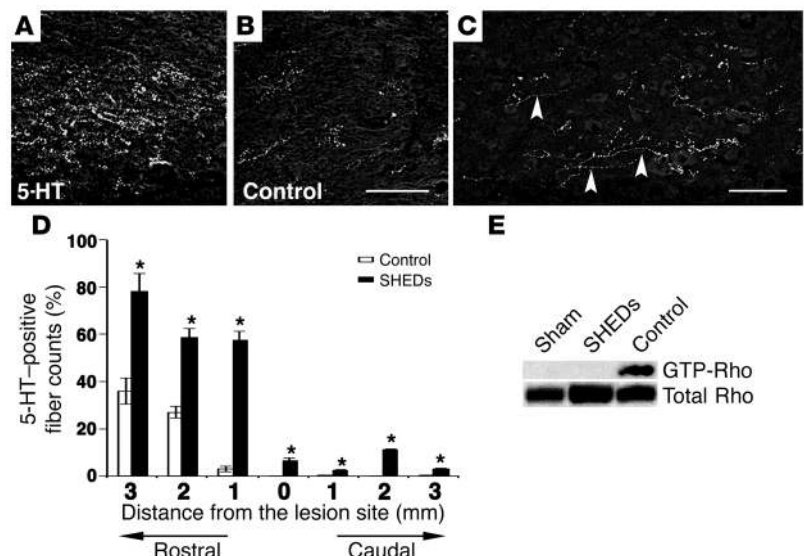 A
B
C
5-HT
Control
D
E
100
80
60
40
20
0
5-HT–positive
fiber counts (%)
Control
SHEDs
*
*
*
*
*
*
*
3 2 1 0 1 2 3
Distance from the lesion site (mm)
Rostral Caudal
Sham
SHEDs
Control
GTP-Rho
Total Rho